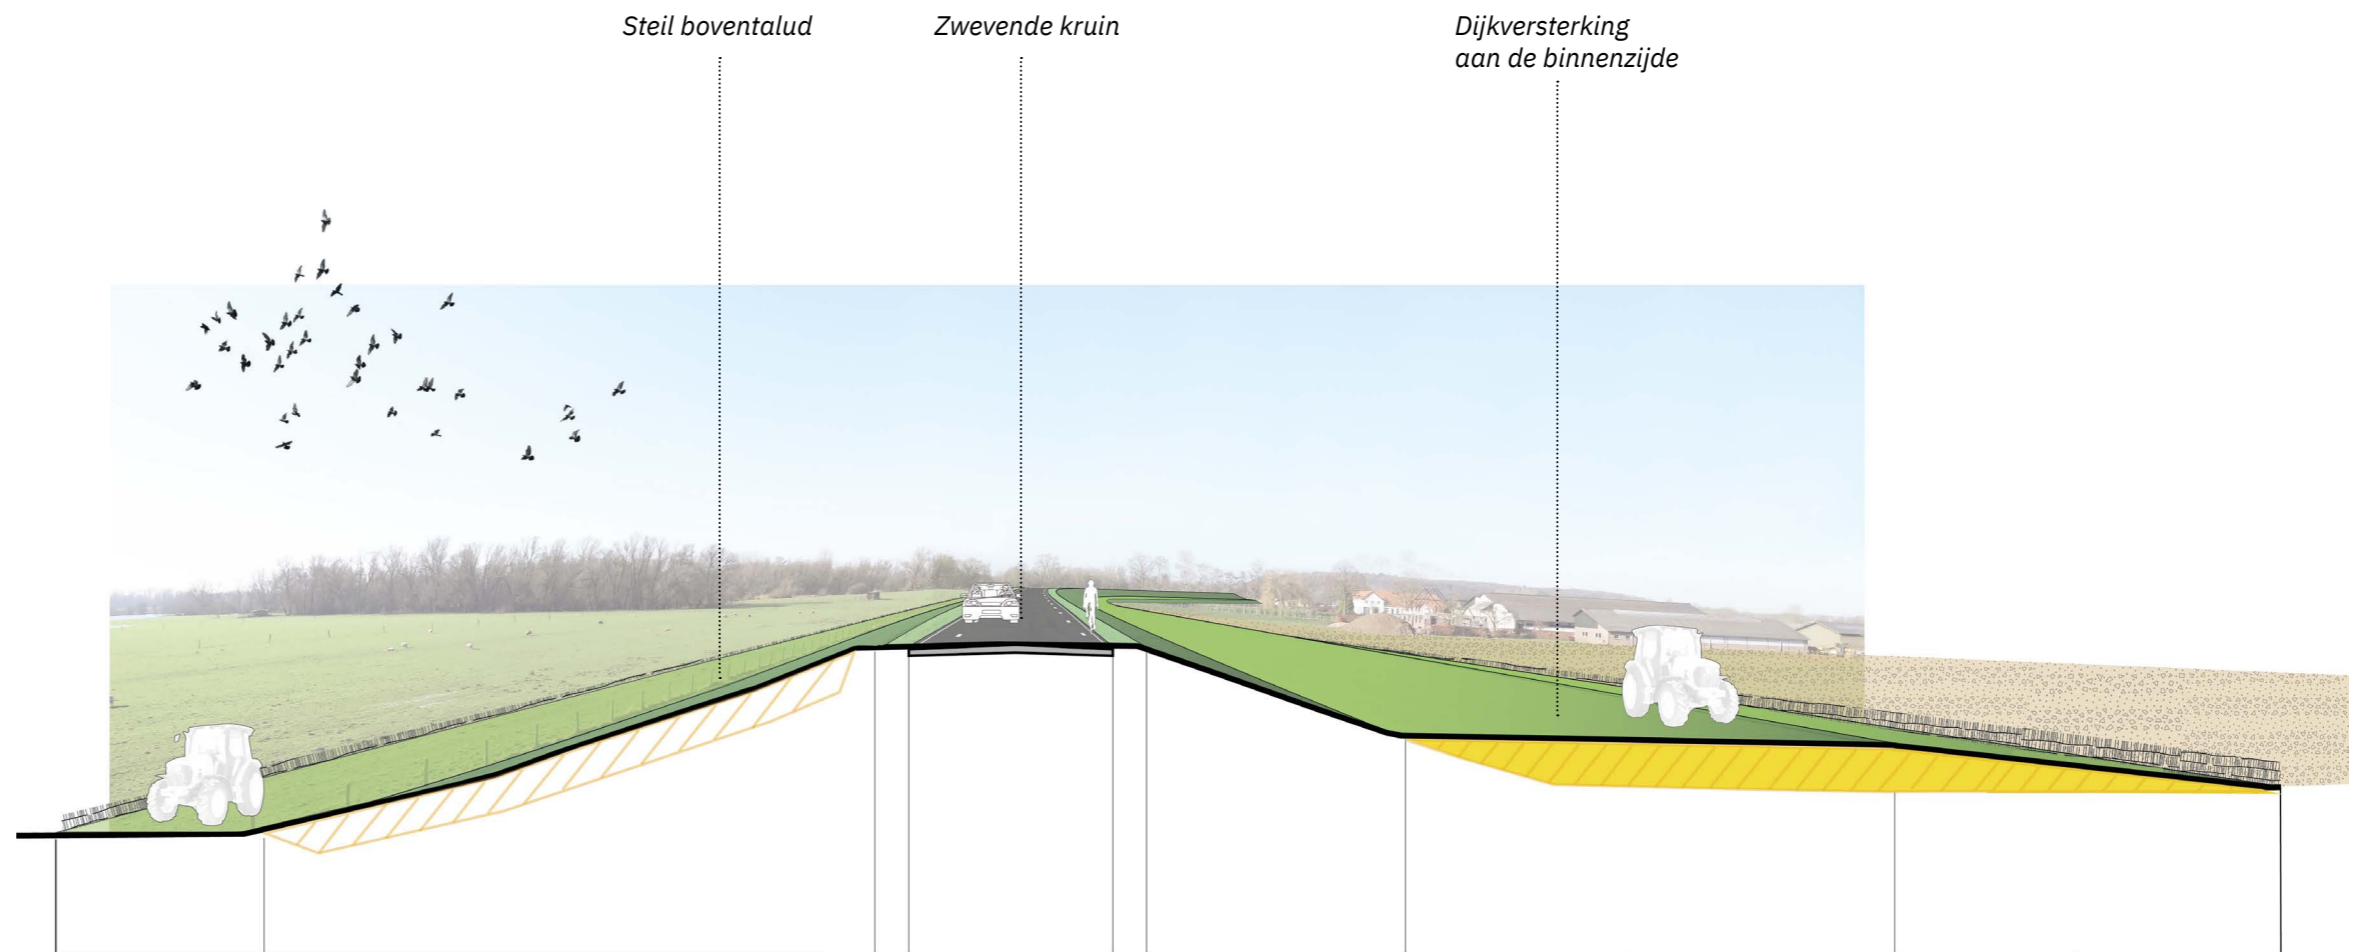 Steil boventalud
Zwevende kruin
Dijkversterking
aan de binnenzijde